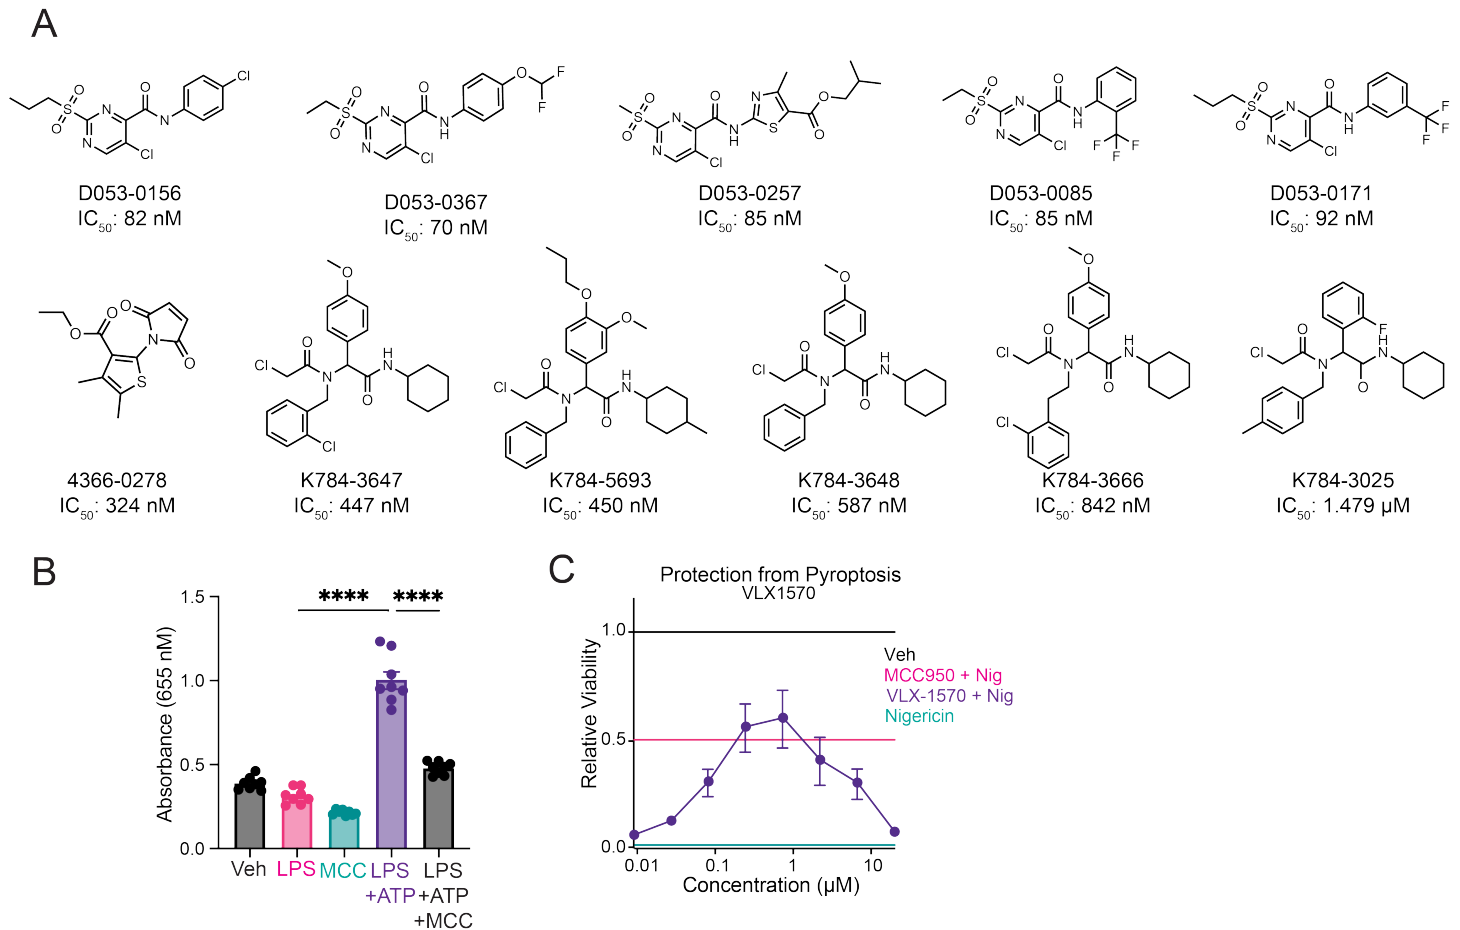 A
D053-0156
IC50: 82 nM
D053-0367
IC50: 70 nM
D053-0257
IC50: 85 nM
D053-0085
IC50: 85 nM
D053-0171
IC50: 92 nM
4366-0278
IC50: 324 nM
K784-3647
IC50: 447 nM
K784-5693
IC50: 450 nM
K784-3648
IC50: 587 nM
K784-3666
IC50: 842 nM
K784-3025
IC50: 1.479 µM
B
Absorbance (655 nM)
1.5
1.0
0.5
0.0
**** ****
Veh LPS MCC LPS LPS
+ATP +ATP
+MCC
C
Protection from Pyroptosis
VLX1570
Relative Viability
1.0
0.5
0.0
0.01 0.1 1 10
Concentration (µM)
Veh
MCC950 + Nig
VLX-1570 + Nig
Nigericin